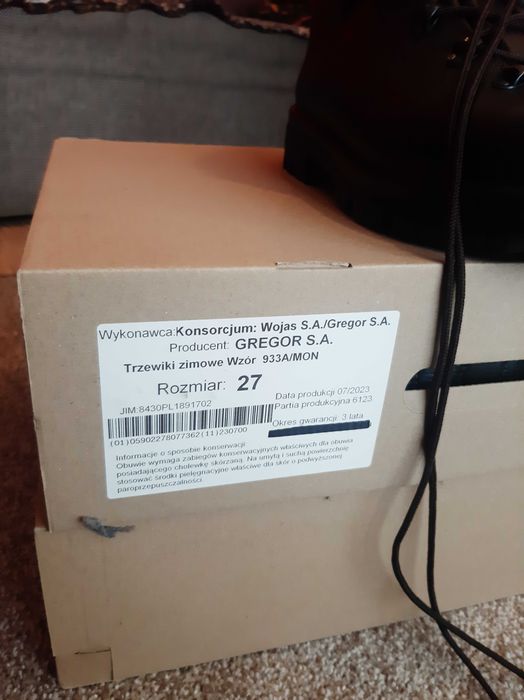 Wykonawca:Konsorcjum: Wojas S.A./Gregor S.A.
Producent: GREGOR S.A.
Trzewiki zimowe Wzór 933A/MON
Rozmiar: 27
Data produkcji 07/2023
JIM:8430PL1891702
Partia produkcyjna 6123
Okres gwarancji: 3 lata
(01)05902278077362(11)230700
Informacje o sposobie konserwacji:
Obuwie wymaga zabiegów konserwacyjnych właściwych dla obuwia
posiadającego cholewkę skórzaną. Na umytą i suchą powierzchnię
stosować środki pielęgnacyjne właściwe dla skór o podwyższonej
paroprzepuszczalności.